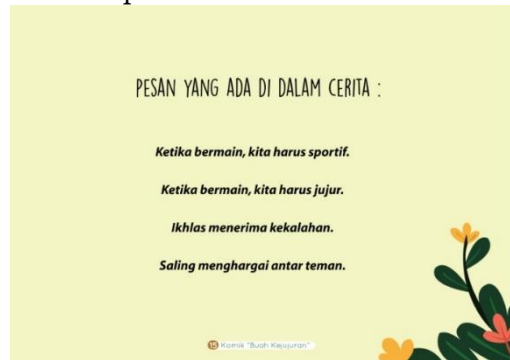 PESAN YANG ADA DI DALAM CERITA :
Ketika bermain, kita harus sportif.
Ketika bermain, kita harus jujur.
Ikhlas menerima kekalahan.
Saling menghargai antar teman.
15 Komik "Buah Kejujuran"